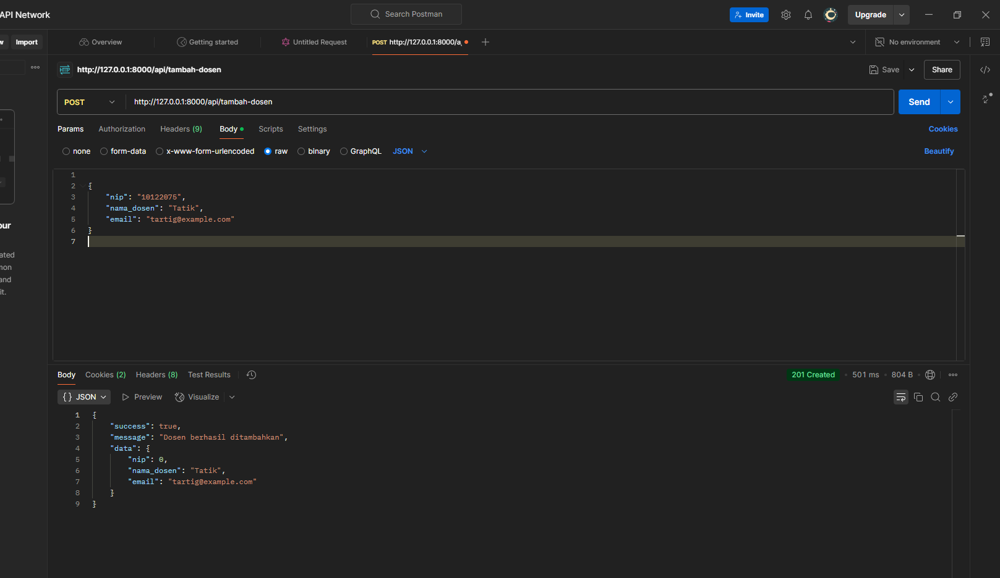 API Network
Search Postman
Invite
Upgrade
w
Import
Overview
Getting started
Untitled Request
POST http://127.0.0.1:8000/a
No environment
HTTP http://127.0.0.1:8000/api/tambah-dosen
Save
Share
POST
http://127.0.0.1:8000/api/tambah-dosen
Send
Params
Authorization
Headers (9)
Body
Scripts
Settings
Cookies
none
form-data
x-www-form-urlencoded
raw
binary
GraphQL
JSON
Beautify
1
2 {
3 "nip": "10122075",
4 "nama_dosen": "Tatik",
5 "email": "tartig@example.com"
6 }
7
our
ated
mon
and
it.
Body
Cookies (2)
Headers (8)
Test Results
201 Created
501 ms
804 B
{} JSON
Preview
Visualize
1 {
2 "success": true,
3 "message": "Dosen berhasil ditambahkan",
4 "data": {
5 "nip": 0,
6 "nama_dosen": "Tatik",
7 "email": "tartig@example.com"
8 }
9 }